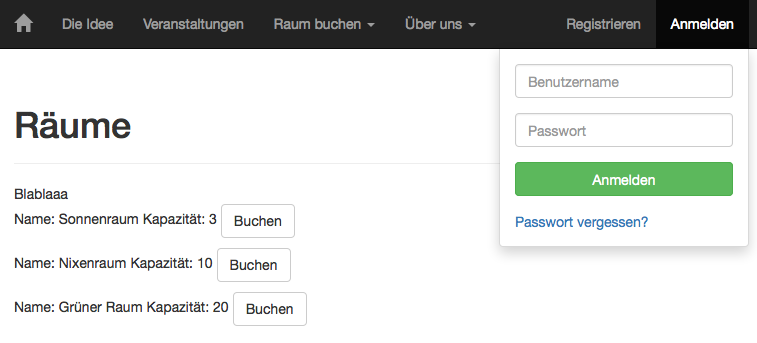 Die Idee Veranstaltungen Raum buchen Über uns Registrieren Anmelden
Benutzername
Passwort
Anmelden
Passwort vergessen?
Räume
Blablaaa
Name: Sonnenraum Kapazität: 3 Buchen
Name: Nixenraum Kapazität: 10 Buchen
Name: Grüner Raum Kapazität: 20 Buchen